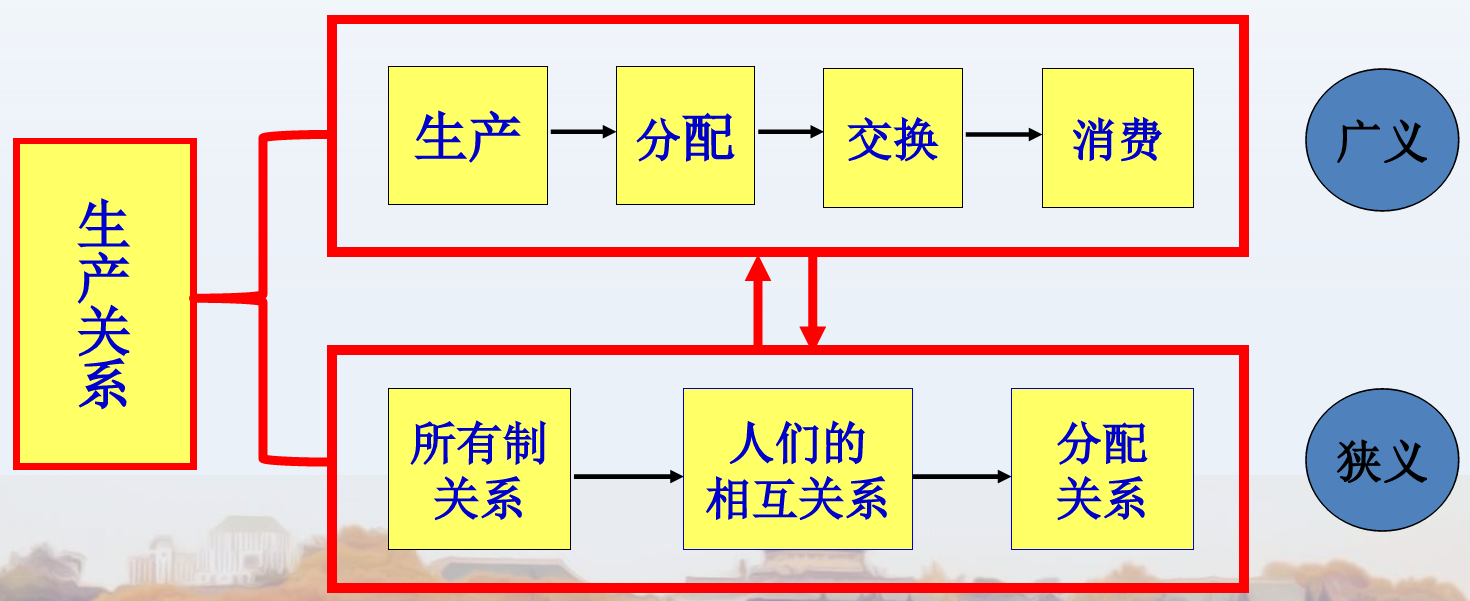 生产关系
生产
分配
交换
消费
广义
所有制
关系
人们的
相互关系
分配
关系
狭义